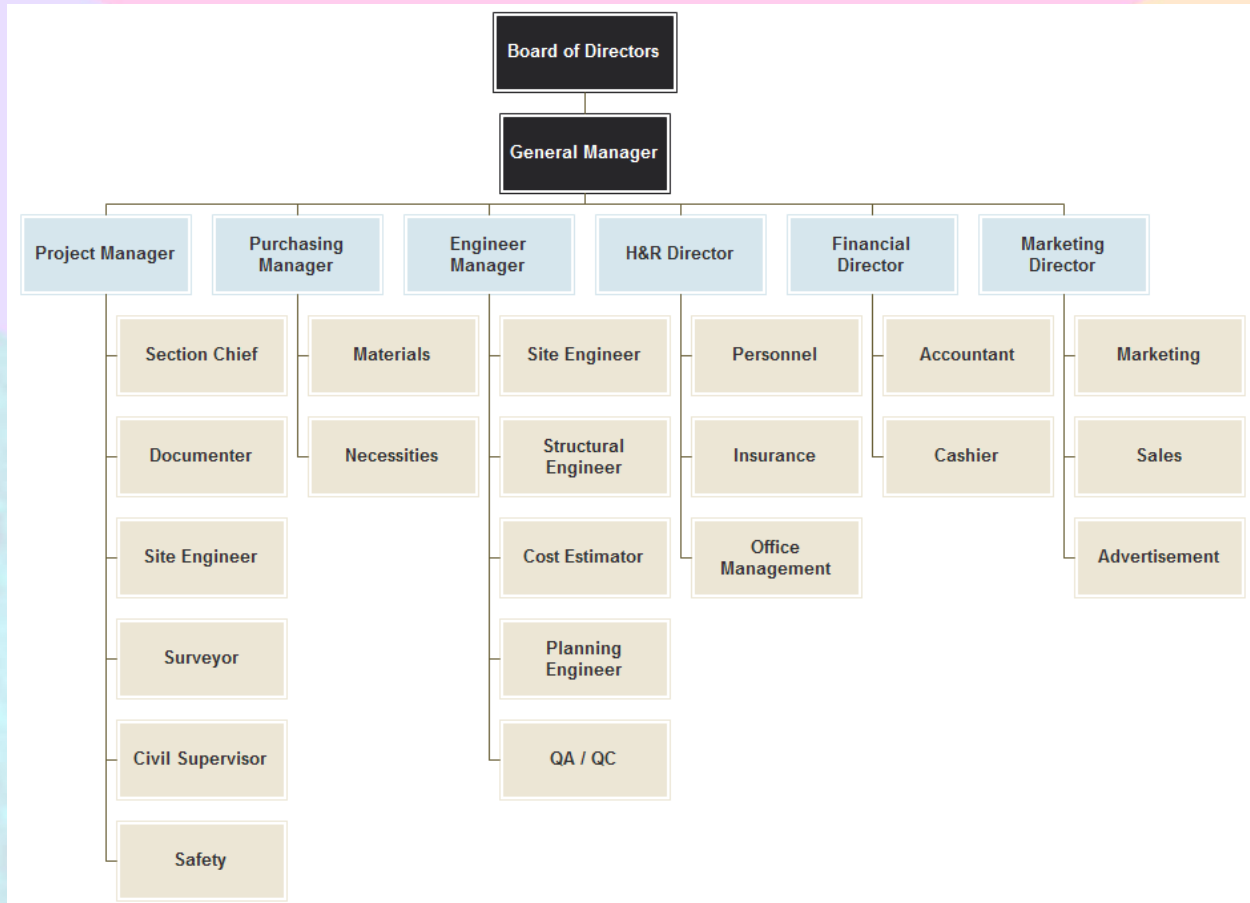 Board of Directors
General Manager
Project Manager
Purchasing
Manager
Engineer
Manager
H&R Director
Financial
Director
Marketing
Director
Section Chief
Materials
Site Engineer
Personnel
Accountant
Marketing
Documenter
Necessities
Structural
Engineer
Insurance
Cashier
Sales
Site Engineer
Cost Estimator
Office
Management
Advertisement
Surveyor
Planning
Engineer
Civil Supervisor
QA / QC
Safety